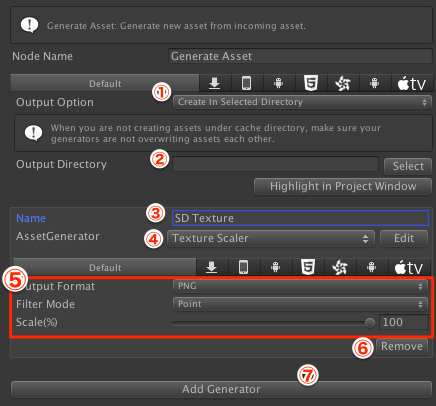 Generate Asset: Generate new asset from incoming asset.
Node Name Generate Asset
Default 5 tv
① Output Option Create In Selected Directory
When you are not creating assets under cache directory, make sure your
generators are not overwriting assets each other.
Output Directory ② Select
Highlight in Project Window
Name ③ SD Texture
AssetGenerator ④ Texture Scaler Edit
Default 5 tv
⑤ Output Format PNG
Filter Mode Point
Scale(%) 100
⑥ Remove
⑦ Add Generator